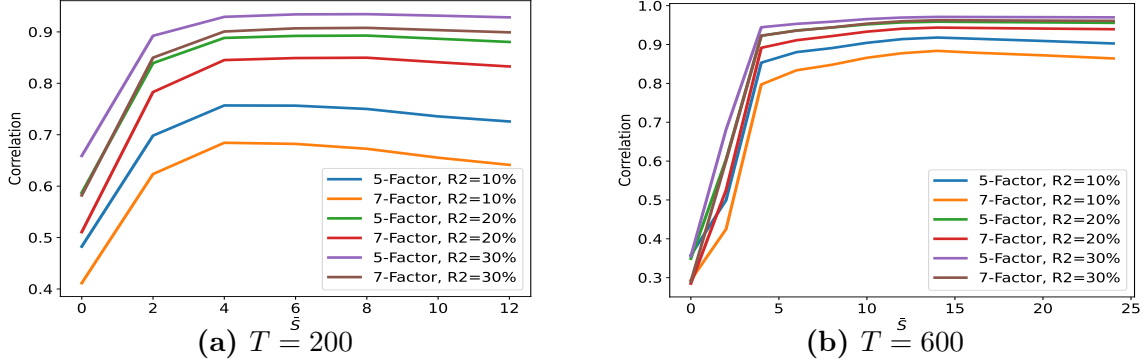 0.9
0.8
0.7
0.6
0.5
0.4
Correlation
0 2 4 6 8 10 12
s̄
5-Factor, R2=10%
7-Factor, R2=10%
5-Factor, R2=20%
7-Factor, R2=20%
5-Factor, R2=30%
7-Factor, R2=30%
(a) T = 200
1.0
0.9
0.8
0.7
0.6
0.5
0.4
0.3
Correlation
0 5 10 15 20 25
s̄
5-Factor, R2=10%
7-Factor, R2=10%
5-Factor, R2=20%
7-Factor, R2=20%
5-Factor, R2=30%
7-Factor, R2=30%
(b) T = 600